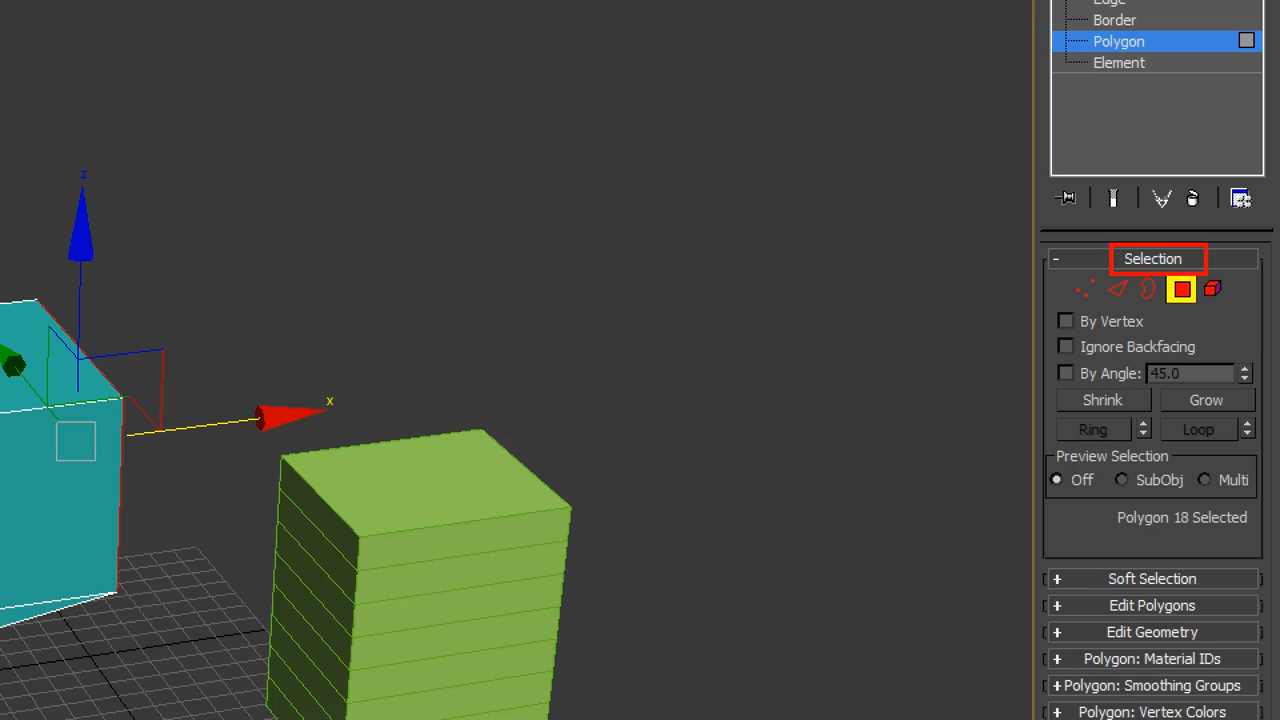 Edge
Border
Polygon
Element
z
x
- Selection
By Vertex
Ignore Backfacing
By Angle: 45.0
Shrink Grow
Ring Loop
Preview Selection
Off SubObj Multi
Polygon 18 Selected
+ Soft Selection
+ Edit Polygons
+ Edit Geometry
+ Polygon: Material IDs
+ Polygon: Smoothing Groups
+ Polygon: Vertex Colors